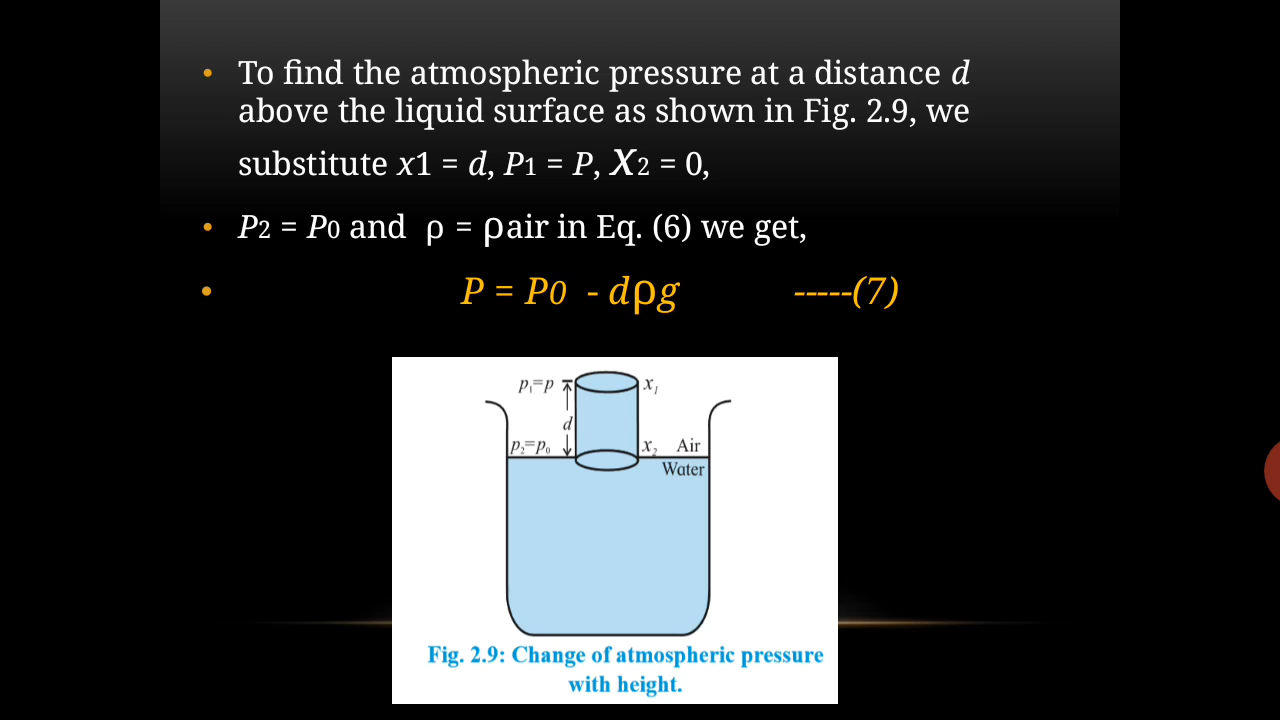 • To find the atmospheric pressure at a distance d
above the liquid surface as shown in Fig. 2.9, we
substitute x1 = d, P1 = P, X2 = 0,
• P2 = P0 and ρ = ρair in Eq. (6) we get,
• P = P0 - dρg -----(7)
p₁=p x₁
d
p₂=p₀ x₂ Air
Water
Fig. 2.9: Change of atmospheric pressure
with height.